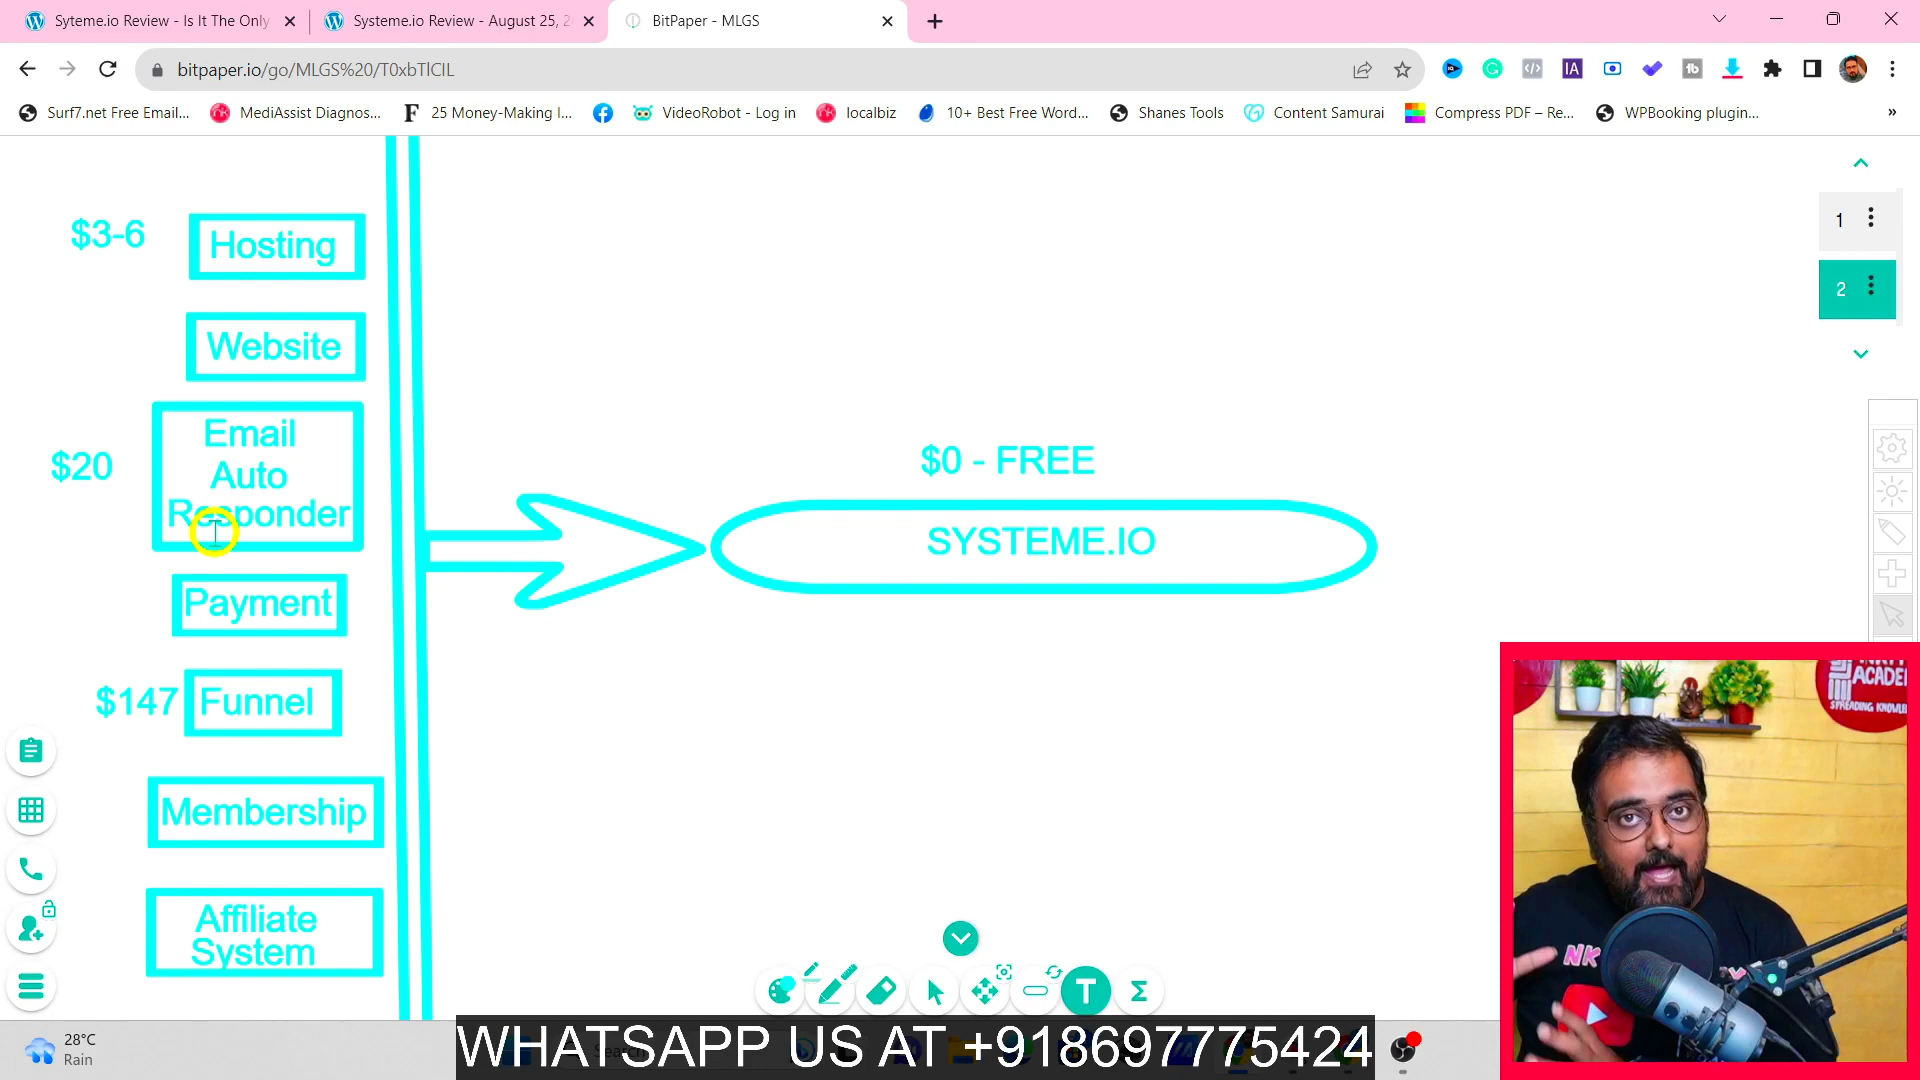 Syteme.io Review - Is It The Only
Systeme.io Review - August 25, 2
BitPaper - MLGS
bitpaper.io/go/MLGS%20/T0xbTlClL
Surf7.net Free Email...
MediAssist Diagnos...
25 Money-Making I...
VideoRobot - Log in
localbiz
10+ Best Free Word...
Shanes Tools
Content Samurai
Compress PDF – Re...
WPBooking plugin...
1
2
$3-6
Hosting
Website
$20
Email
Auto
Responder
$0 - FREE
SYSTEME.IO
Payment
$147
Funnel
Membership
Affiliate
System
ACADE
SPREADING KNOWL
NK
28°C
Rain
WHATSAPP US AT +918697775424